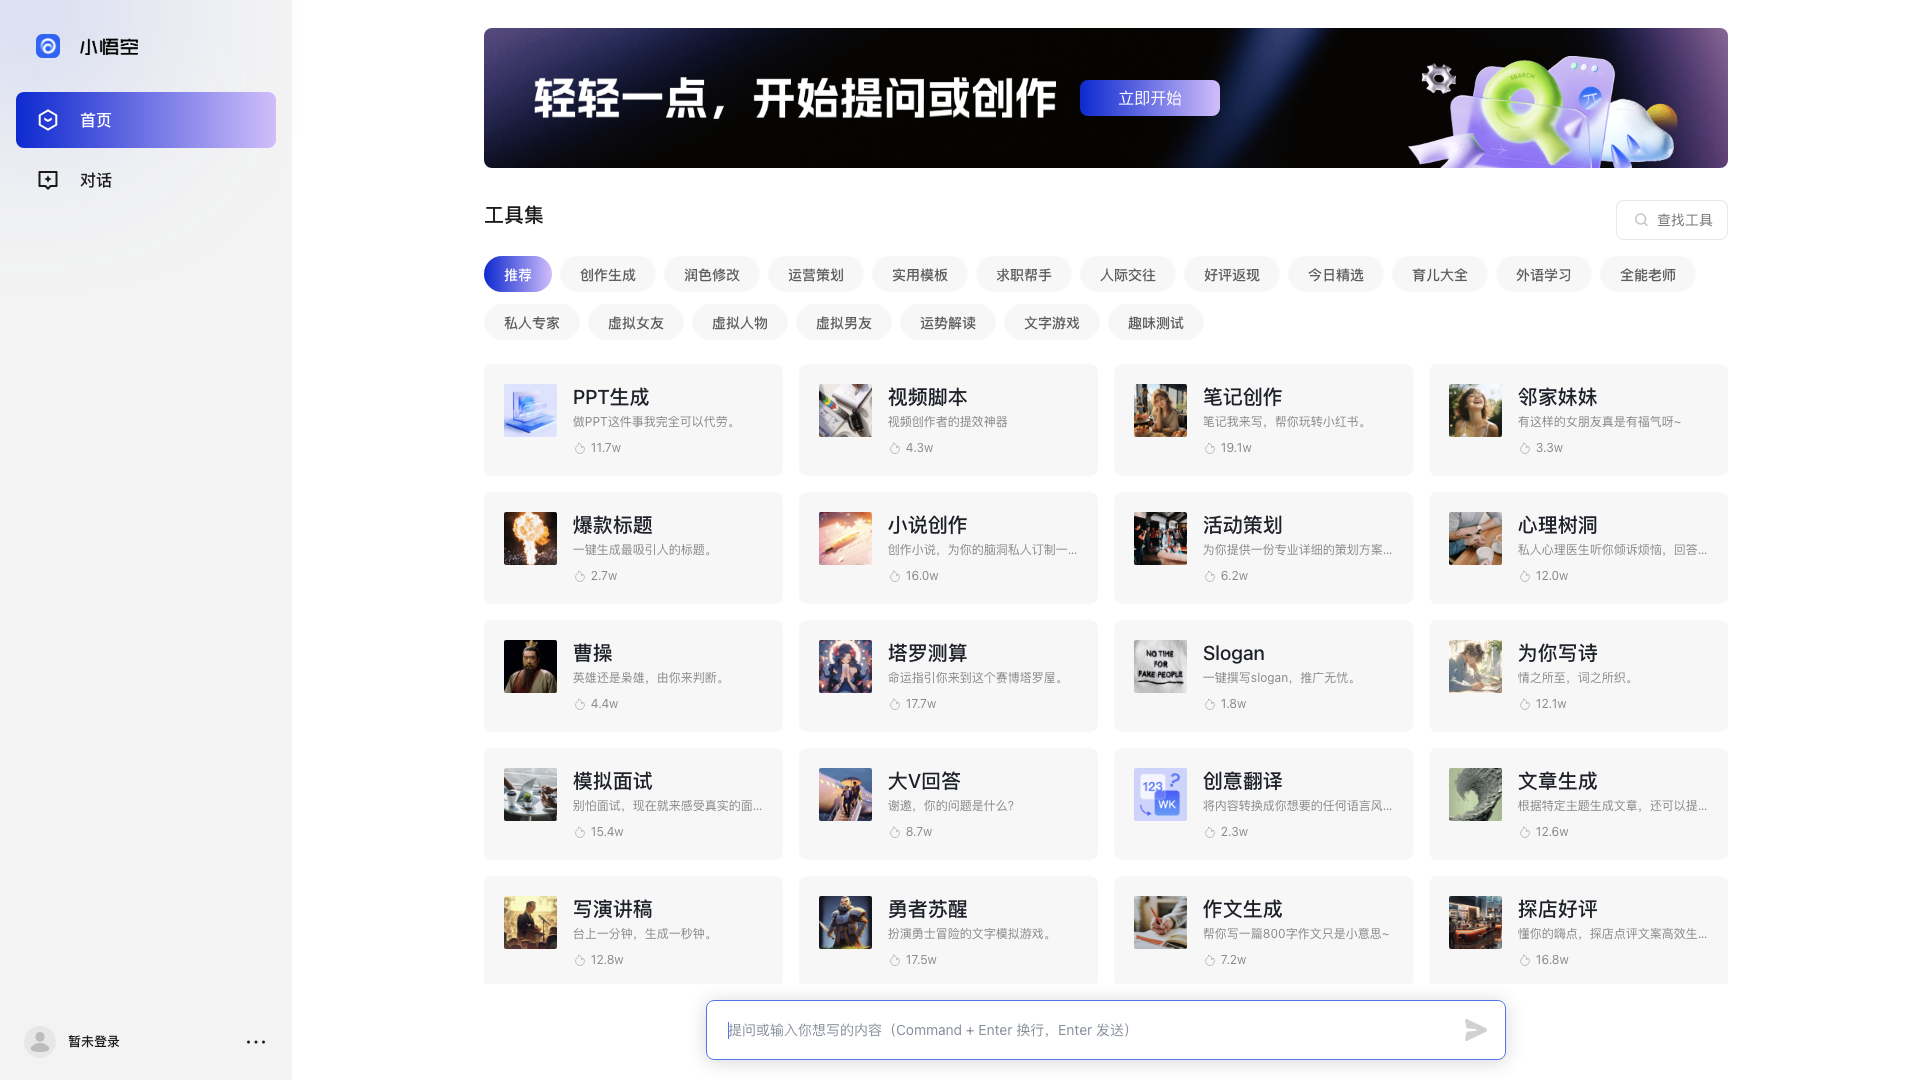 小悟空
首页
对话
暂未登录
轻轻一点，开始提问或创作
立即开始
SEARCH
工具集
查找工具
推荐
创作生成
润色修改
运营策划
实用模板
求职帮手
人际交往
好评返现
今日精选
育儿大全
外语学习
全能老师
私人专家
虚拟女友
虚拟人物
虚拟男友
运势解读
文字游戏
趣味测试
PPT生成
做PPT这件事我完全可以代劳。
11.7w
视频脚本
视频创作者的提效神器
4.3w
笔记创作
笔记我来写，帮你玩转小红书。
19.1w
邻家妹妹
有这样的女朋友真是有福气呀~
3.3w
爆款标题
一键生成最吸引人的标题。
2.7w
小说创作
创作小说，为你的脑洞私人订制一...
16.0w
活动策划
为你提供一份专业详细的策划方案...
6.2w
心理树洞
私人心理医生听你倾诉烦恼，回答...
12.0w
曹操
英雄还是枭雄，由你来判断。
4.4w
塔罗测算
命运指引你来到这个赛博塔罗屋。
17.7w
NO TIME
FOR
FAKE PEOPLE
Slogan
一键撰写slogan，推广无忧。
1.8w
为你写诗
情之所至，词之所织。
12.1w
模拟面试
别怕面试，现在就来感受真实的面...
15.4w
大V回答
谢邀，你的问题是什么?
8.7w
123
?
WK
创意翻译
将内容转换成你想要的任何语言风...
2.3w
文章生成
根据特定主题生成文章，还可以提...
12.6w
写演讲稿
台上一分钟，生成一秒钟。
12.8w
勇者苏醒
扮演勇士冒险的文字模拟游戏。
17.5w
作文生成
帮你写一篇800字作文只是小意思~
7.2w
探店好评
懂你的嗨点，探店点评文案高效生...
16.8w
提问或输入你想写的内容（Command + Enter 换行，Enter 发送）